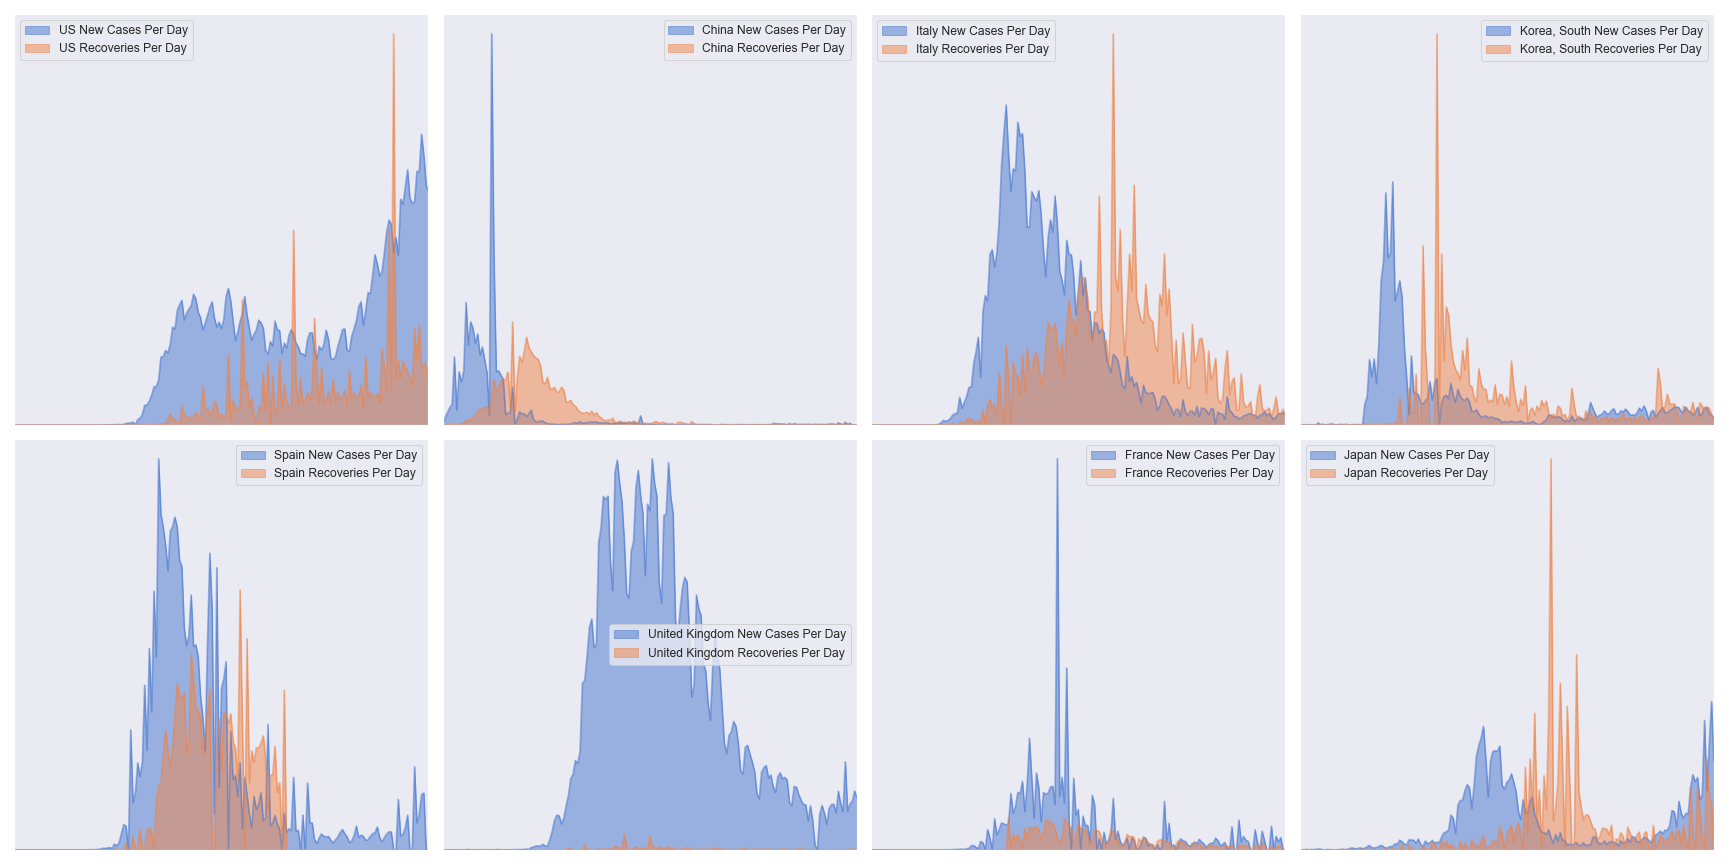 US New Cases Per Day
US Recoveries Per Day
China New Cases Per Day
China Recoveries Per Day
Italy New Cases Per Day
Italy Recoveries Per Day
Korea, South New Cases Per Day
Korea, South Recoveries Per Day
Spain New Cases Per Day
Spain Recoveries Per Day
United Kingdom New Cases Per Day
United Kingdom Recoveries Per Day
France New Cases Per Day
France Recoveries Per Day
Japan New Cases Per Day
Japan Recoveries Per Day